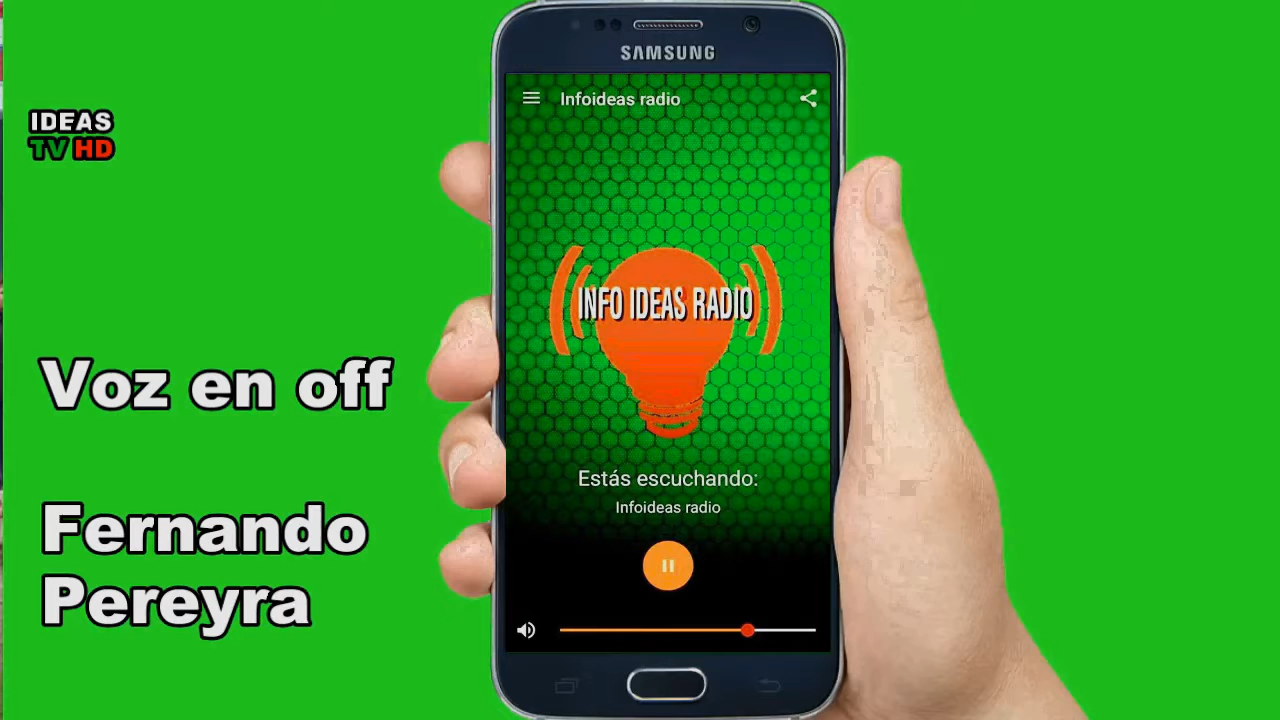 IDEAS
TV HD
Voz en off
Fernando
Pereyra
SAMSUNG
Infoideas radio
INFO IDEAS RADIO
Estás escuchando:
Infoideas radio